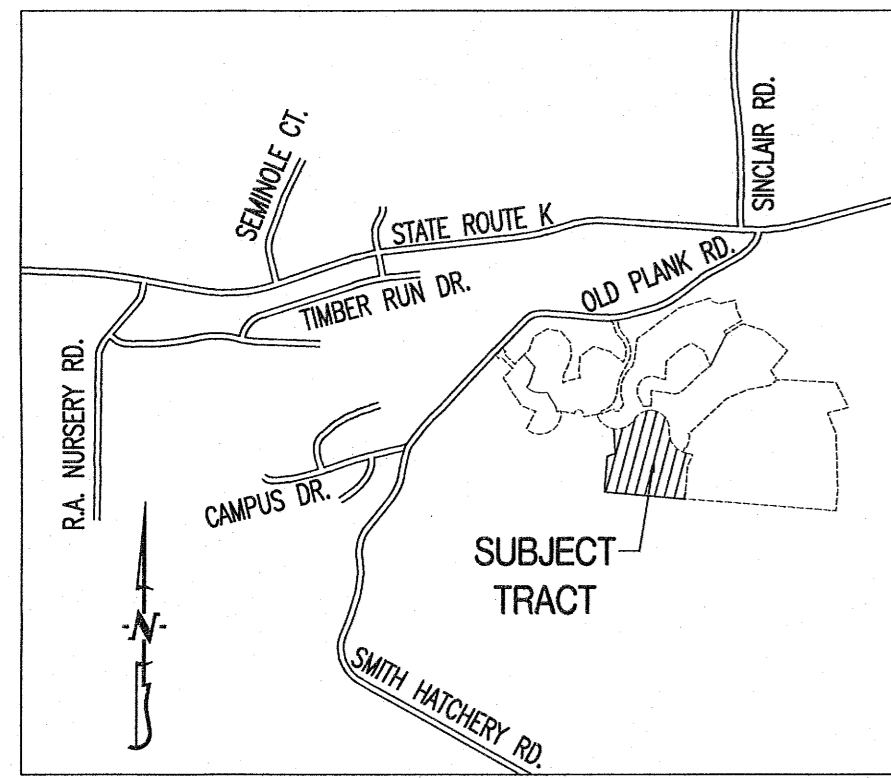 SINCLAIR RD.
SEMINOLE CT.
STATE ROUTE K
OLD PLANK RD.
TIMBER RUN DR.
R.A. NURSERY RD.
CAMPUS DR.
SUBJECT
TRACT
-N-
SMITH HATCHERY RD.